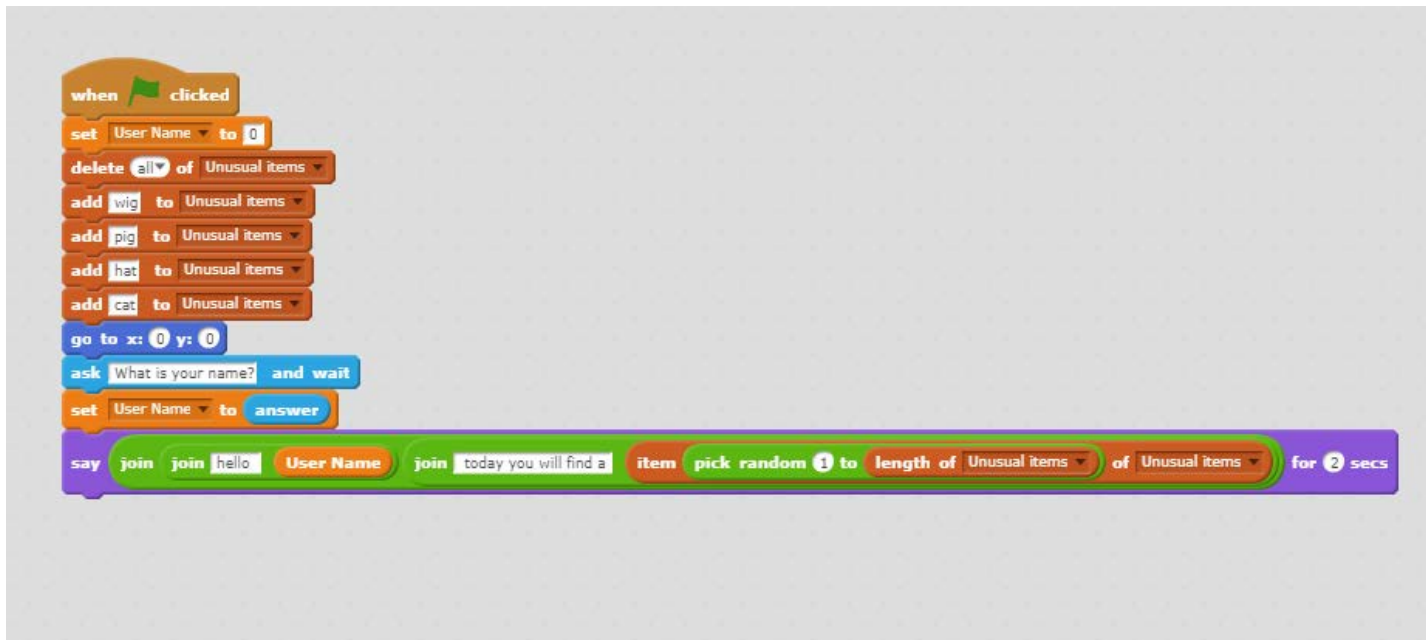 when clicked
set User Name to 0
delete all of Unusual items
add wig to Unusual items
add pig to Unusual items
add hat to Unusual items
add cat to Unusual items
go to x: 0 y: 0
ask What is your name? and wait
set User Name to answer
say join join hello User Name join today you will find a item pick random 1 to length of Unusual items of Unusual items for 2 secs